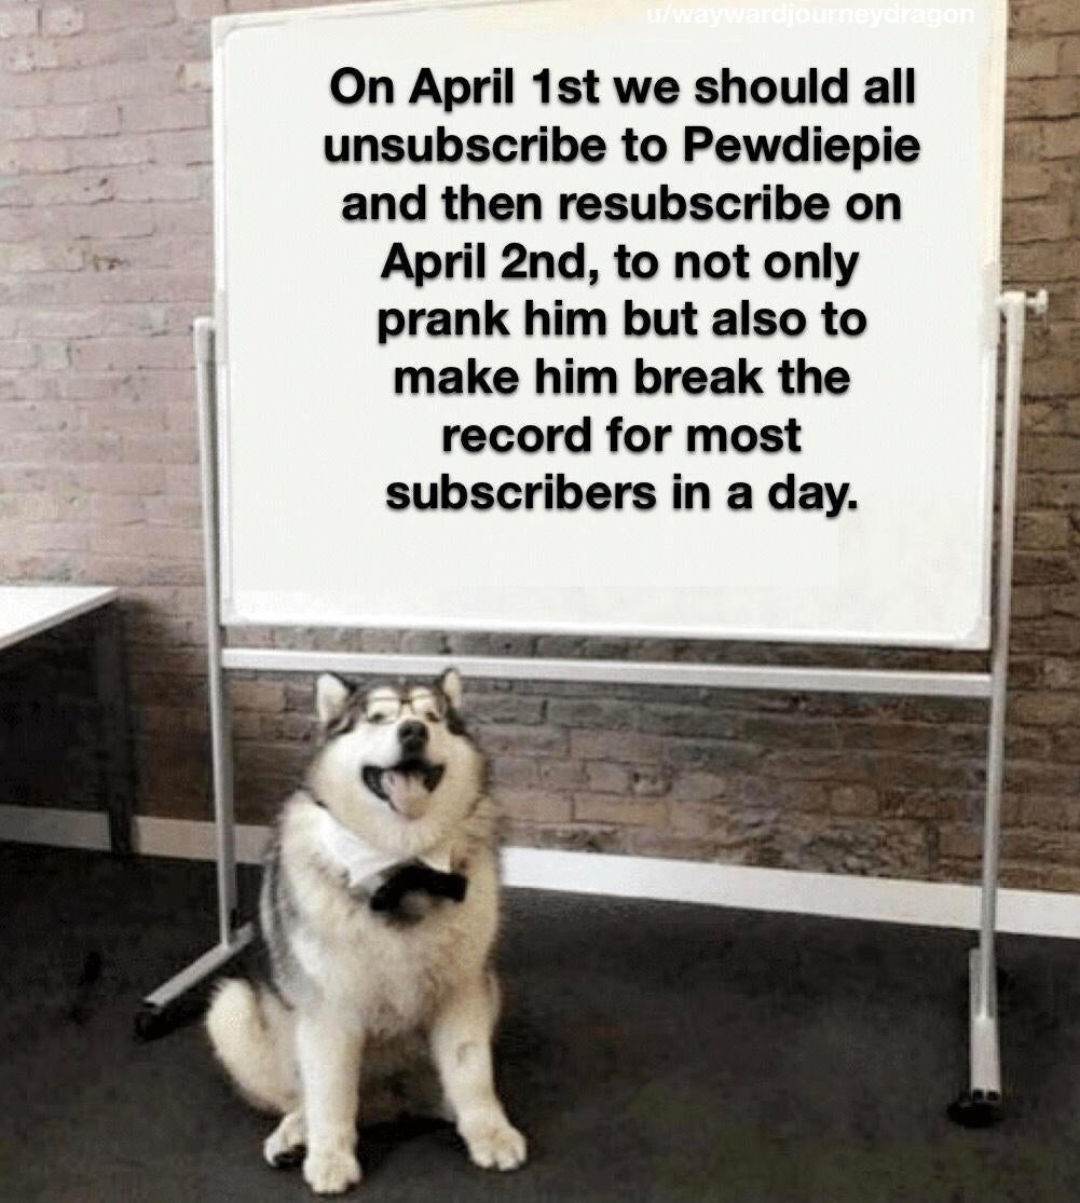 u/waywardjourneydragon
On April 1st we should all
unsubscribe to Pewdiepie
and then resubscribe on
April 2nd, to not only
prank him but also to
make him break the
record for most
subscribers in a day.